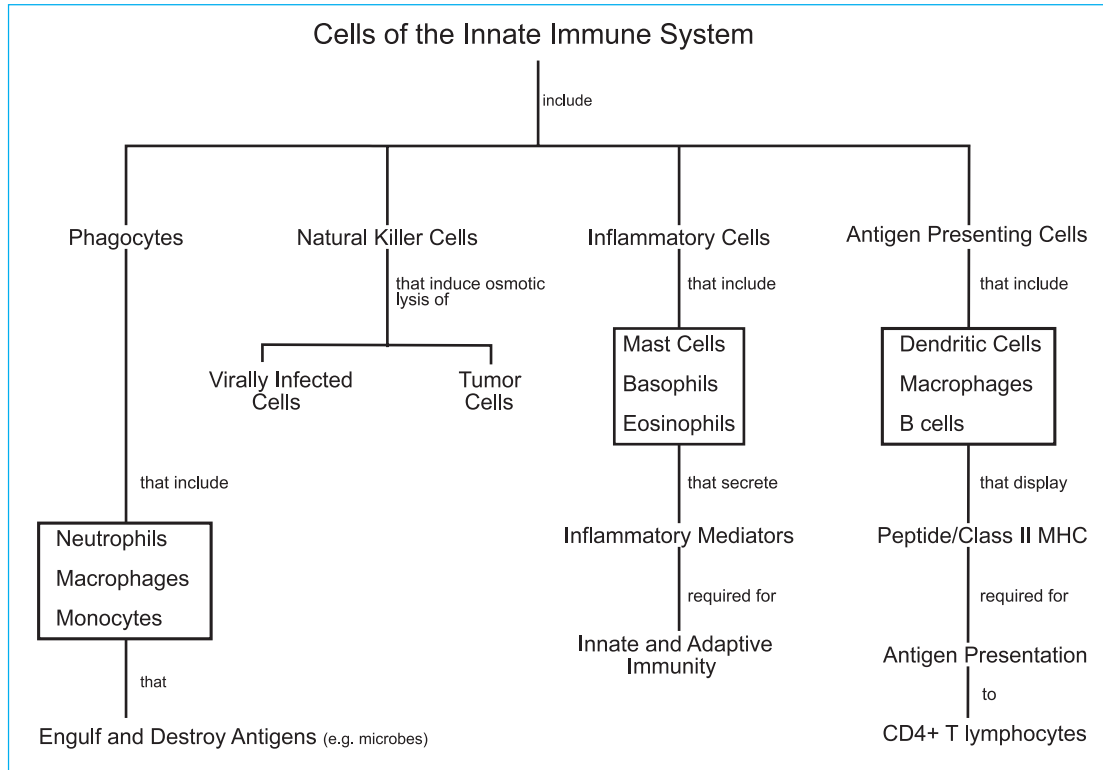 Cells of the Innate Immune System
include
Phagocytes
Natural Killer Cells
Inflammatory Cells
Antigen Presenting Cells
that induce osmotic
lysis of
that include
that include
Virally Infected
Cells
Tumor
Cells
Mast Cells
Basophils
Eosinophils
Dendritic Cells
Macrophages
B cells
that include
that secrete
that display
Neutrophils
Macrophages
Monocytes
Inflammatory Mediators
Peptide/Class II MHC
required for
required for
Innate and Adaptive
Immunity
Antigen Presentation
that
to
Engulf and Destroy Antigens (e.g. microbes)
CD4+ T lymphocytes